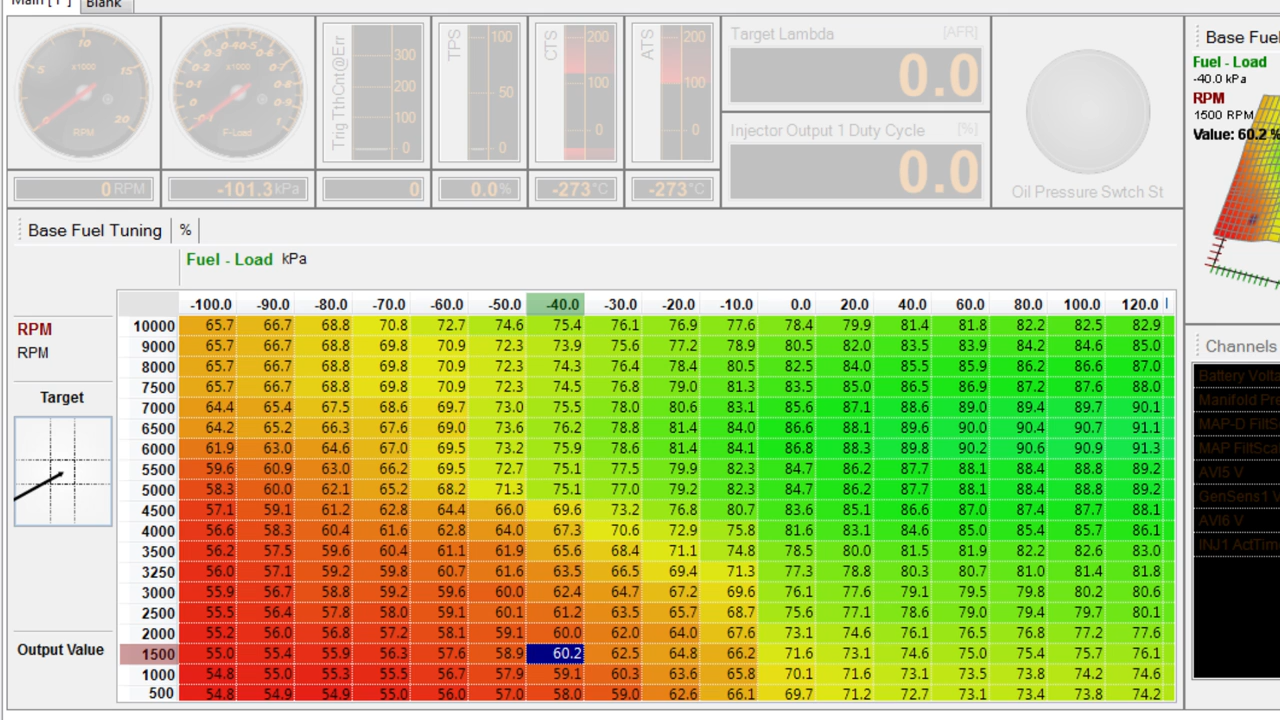 Main [ 1 ] Blank
10
5 x1000 15
0 20
RPM
0 RPM
x1000
F-Load
-101.3 kPa
Trig TthCnt@Err
300
200
100
0
0
TPS
100
50
0
0.0 %
CTS
200
100
0
-273 °C
ATS
200
100
0
-273 °C
Target Lambda [AFR]
0.0
Injector Output 1 Duty Cycle [%]
0.0
Oil Pressure Swtch St
Base Fuel
Fuel - Load
-40.0 kPa
RPM
1500 RPM
Value: 60.2 %
Base Fuel Tuning %
Fuel - Load kPa
RPM
RPM
Target
Output Value
-100.0 -90.0 -80.0 -70.0 -60.0 -50.0 -40.0 -30.0 -20.0 -10.0 0.0 20.0 40.0 60.0 80.0 100.0 120.0
10000 65.7 66.7 68.8 70.8 72.7 74.6 75.4 76.1 76.9 77.6 78.4 79.9 81.4 81.8 82.2 82.5 82.9
9000 65.7 66.7 68.8 69.8 70.9 72.3 73.9 75.6 77.2 78.9 80.5 82.0 83.5 83.9 84.2 84.6 85.0
8000 65.7 66.7 68.8 69.8 70.9 72.3 74.3 76.4 78.4 80.5 82.5 84.0 85.5 85.9 86.2 86.6 87.0
7500 65.7 66.7 68.8 69.8 70.9 72.3 74.5 76.8 79.0 81.3 83.5 85.0 86.5 86.9 87.2 87.6 88.0
7000 64.4 65.4 67.5 68.6 69.7 73.0 75.5 78.0 80.6 83.1 85.6 87.1 88.6 89.0 89.4 89.7 90.1
6500 64.2 65.2 66.3 67.6 69.0 73.6 76.2 78.8 81.4 84.0 86.6 88.1 89.6 90.0 90.4 90.7 91.1
6000 61.9 63.0 64.6 67.0 69.5 73.2 75.9 78.6 81.4 84.1 86.8 88.3 89.8 90.2 90.6 90.9 91.3
5500 59.6 60.9 63.0 66.2 69.5 72.7 75.1 77.5 79.9 82.3 84.7 86.2 87.7 88.1 88.4 88.8 89.2
5000 58.3 60.0 62.1 65.2 68.2 71.3 75.1 77.0 79.2 82.3 84.7 86.2 87.7 88.1 88.4 88.8 89.2
4500 57.1 59.1 61.2 62.8 64.4 66.0 69.6 73.2 76.8 80.7 83.6 85.1 86.6 87.0 87.4 87.7 88.1
4000 56.6 58.3 60.4 61.6 62.8 64.0 67.3 70.6 72.9 75.8 81.6 83.1 84.6 85.0 85.4 85.7 86.1
3500 56.2 57.5 59.6 60.4 61.1 61.9 65.6 68.4 71.1 74.8 78.5 80.0 81.5 81.9 82.2 82.6 83.0
3250 56.0 57.1 59.2 59.8 60.7 61.6 63.5 66.5 69.4 71.3 77.3 78.8 80.3 80.7 81.0 81.4 81.8
3000 55.9 56.7 58.8 59.2 59.6 60.0 62.4 64.7 67.2 69.6 76.1 77.6 79.1 79.5 79.8 80.2 80.6
2500 55.5 56.4 57.8 58.0 59.1 60.1 61.2 63.5 65.7 68.7 75.6 77.1 78.6 79.0 79.4 79.7 80.1
2000 55.2 56.0 56.8 57.2 58.1 59.1 60.0 62.0 64.0 67.6 73.1 74.6 76.1 76.5 76.8 77.2 77.6
1500 55.0 55.4 55.9 56.3 57.6 58.9 60.2 62.5 64.8 66.2 71.6 73.1 74.6 75.0 75.4 75.7 76.1
1000 54.8 55.0 55.3 55.5 56.7 57.9 59.1 60.3 63.6 65.8 70.1 71.6 73.1 73.5 73.8 74.2 74.6
500 54.8 54.9 54.9 55.0 56.0 57.0 58.0 59.0 62.6 66.1 69.7 71.2 72.7 73.1 73.4 73.8 74.2
Channels
Battery Volta
Manifold Pre
MAP-D FiltS
MAP FiltSca
AVI5 V
GenSens1 V
AVI6 V
INJ1 ActTim